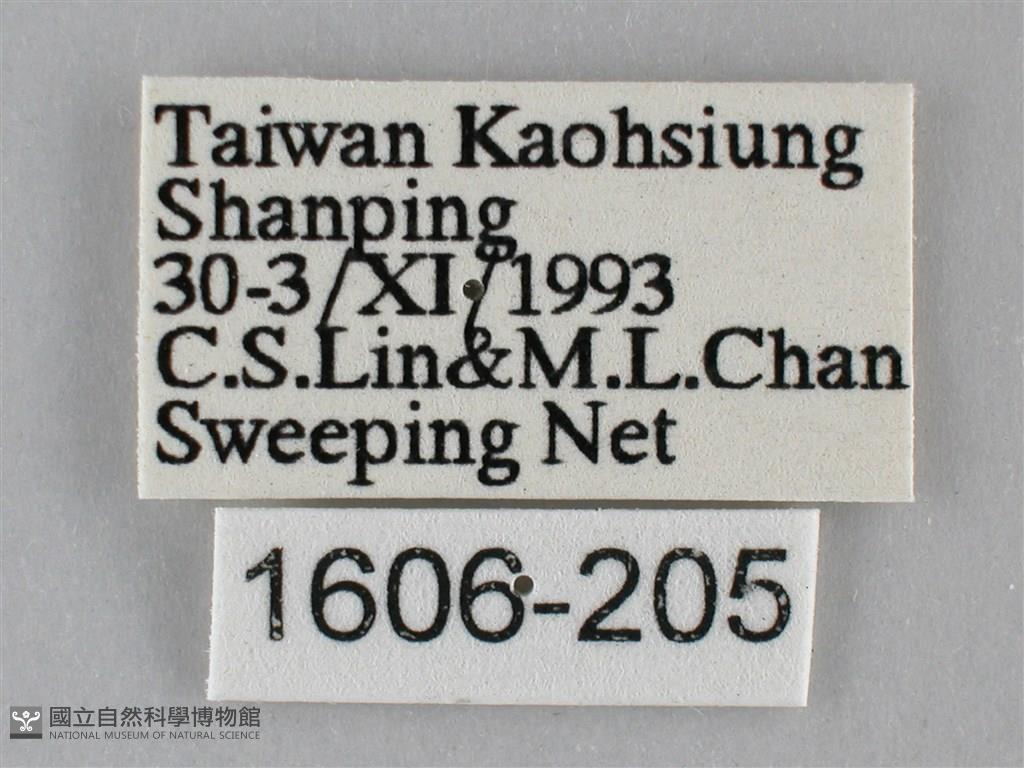 Taiwan Kaohsiung
Shanping
30-3/XI/1993
C.S.Lin&M.L.Chan
Sweeping Net
1606-205
國立自然科學博物館
NATIONAL MUSEUM OF NATURAL SCIENCE